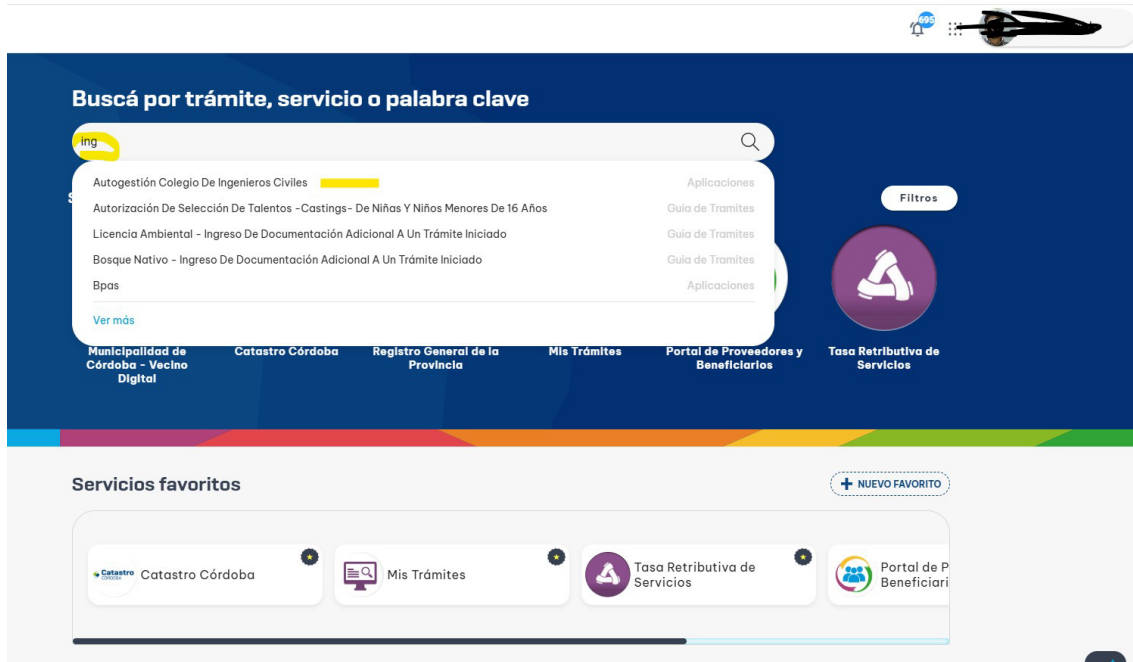 695
Buscá por trámite, servicio o palabra clave
ing
Autogestión Colegio De Ingenieros Civiles Aplicaciones
Autorización De Selección De Talentos -Castings- De Niñas Y Niños Menores De 16 Años Guia de Tramites
Licencia Ambiental - Ingreso De Documentación Adicional A Un Trámite Iniciado Guia de Tramites
Bosque Nativo - Ingreso De Documentación Adicional A Un Trámite Iniciado Guia de Tramites
Bpas Aplicaciones
Ver más
Filtros
Municipalidad de Córdoba - Vecino Digital
Catastro Córdoba
Registro General de la Provincia
Mis Trámites
Portal de Proveedores y Beneficiarios
Tasa Retributiva de Servicios
Servicios favoritos
+ NUEVO FAVORITO
Catastro CÓRDOBA
Catastro Córdoba
Mis Trámites
Tasa Retributiva de Servicios
Portal de P
Beneficiari